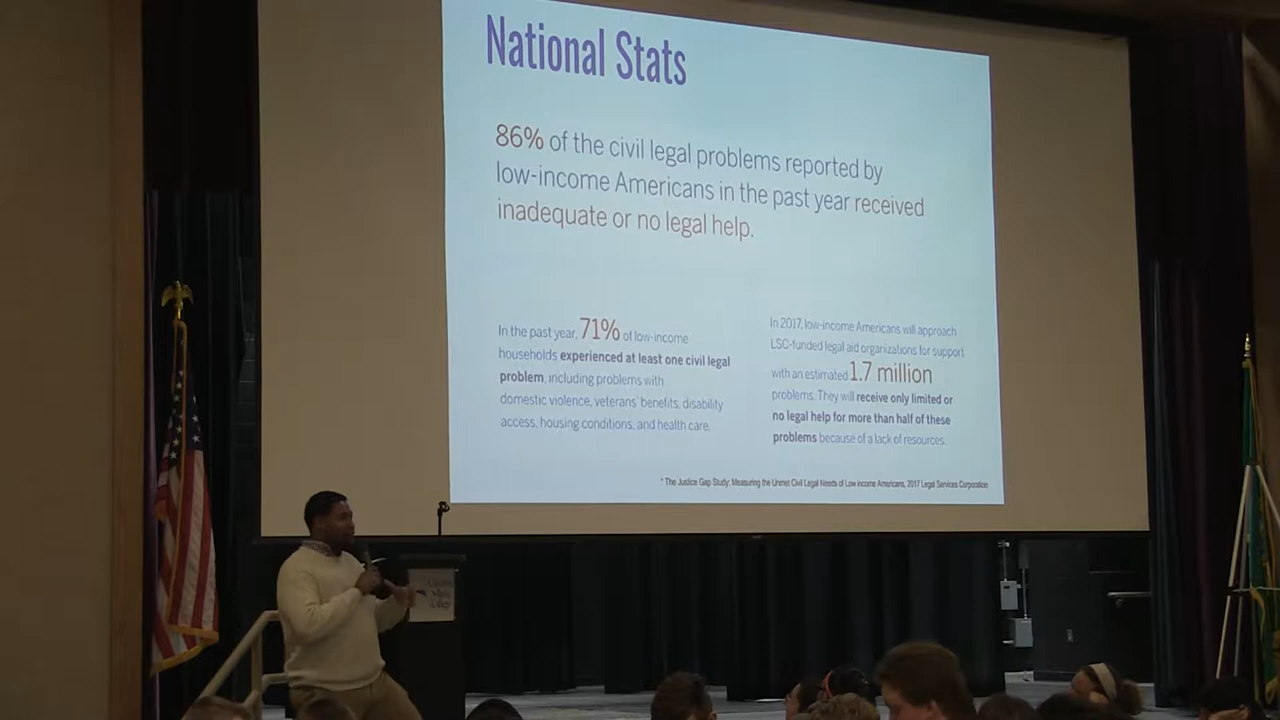 National Stats
86% of the civil legal problems reported by
low-income Americans in the past year received
inadequate or no legal help.
In the past year, 71% of low-income
households experienced at least one civil legal
problem, including problems with
domestic violence, veterans' benefits, disability
access, housing conditions, and health care.
In 2017, low-income Americans will approach
LSC-funded legal aid organizations for support
with an estimated 1.7 million
problems. They will receive only limited or
no legal help for more than half of these
problems because of a lack of resources.
* The Justice Gap Study: Measuring the Unmet Civil Legal Needs of Low income Americans, 2017 Legal Services Corporation